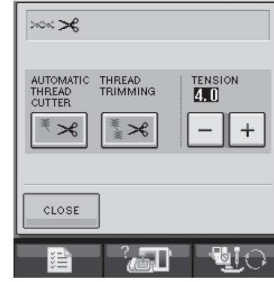 AUTOMATIC THREAD CUTTER
THREAD TRIMMING
TENSION
4.0
− +
CLOSE
?